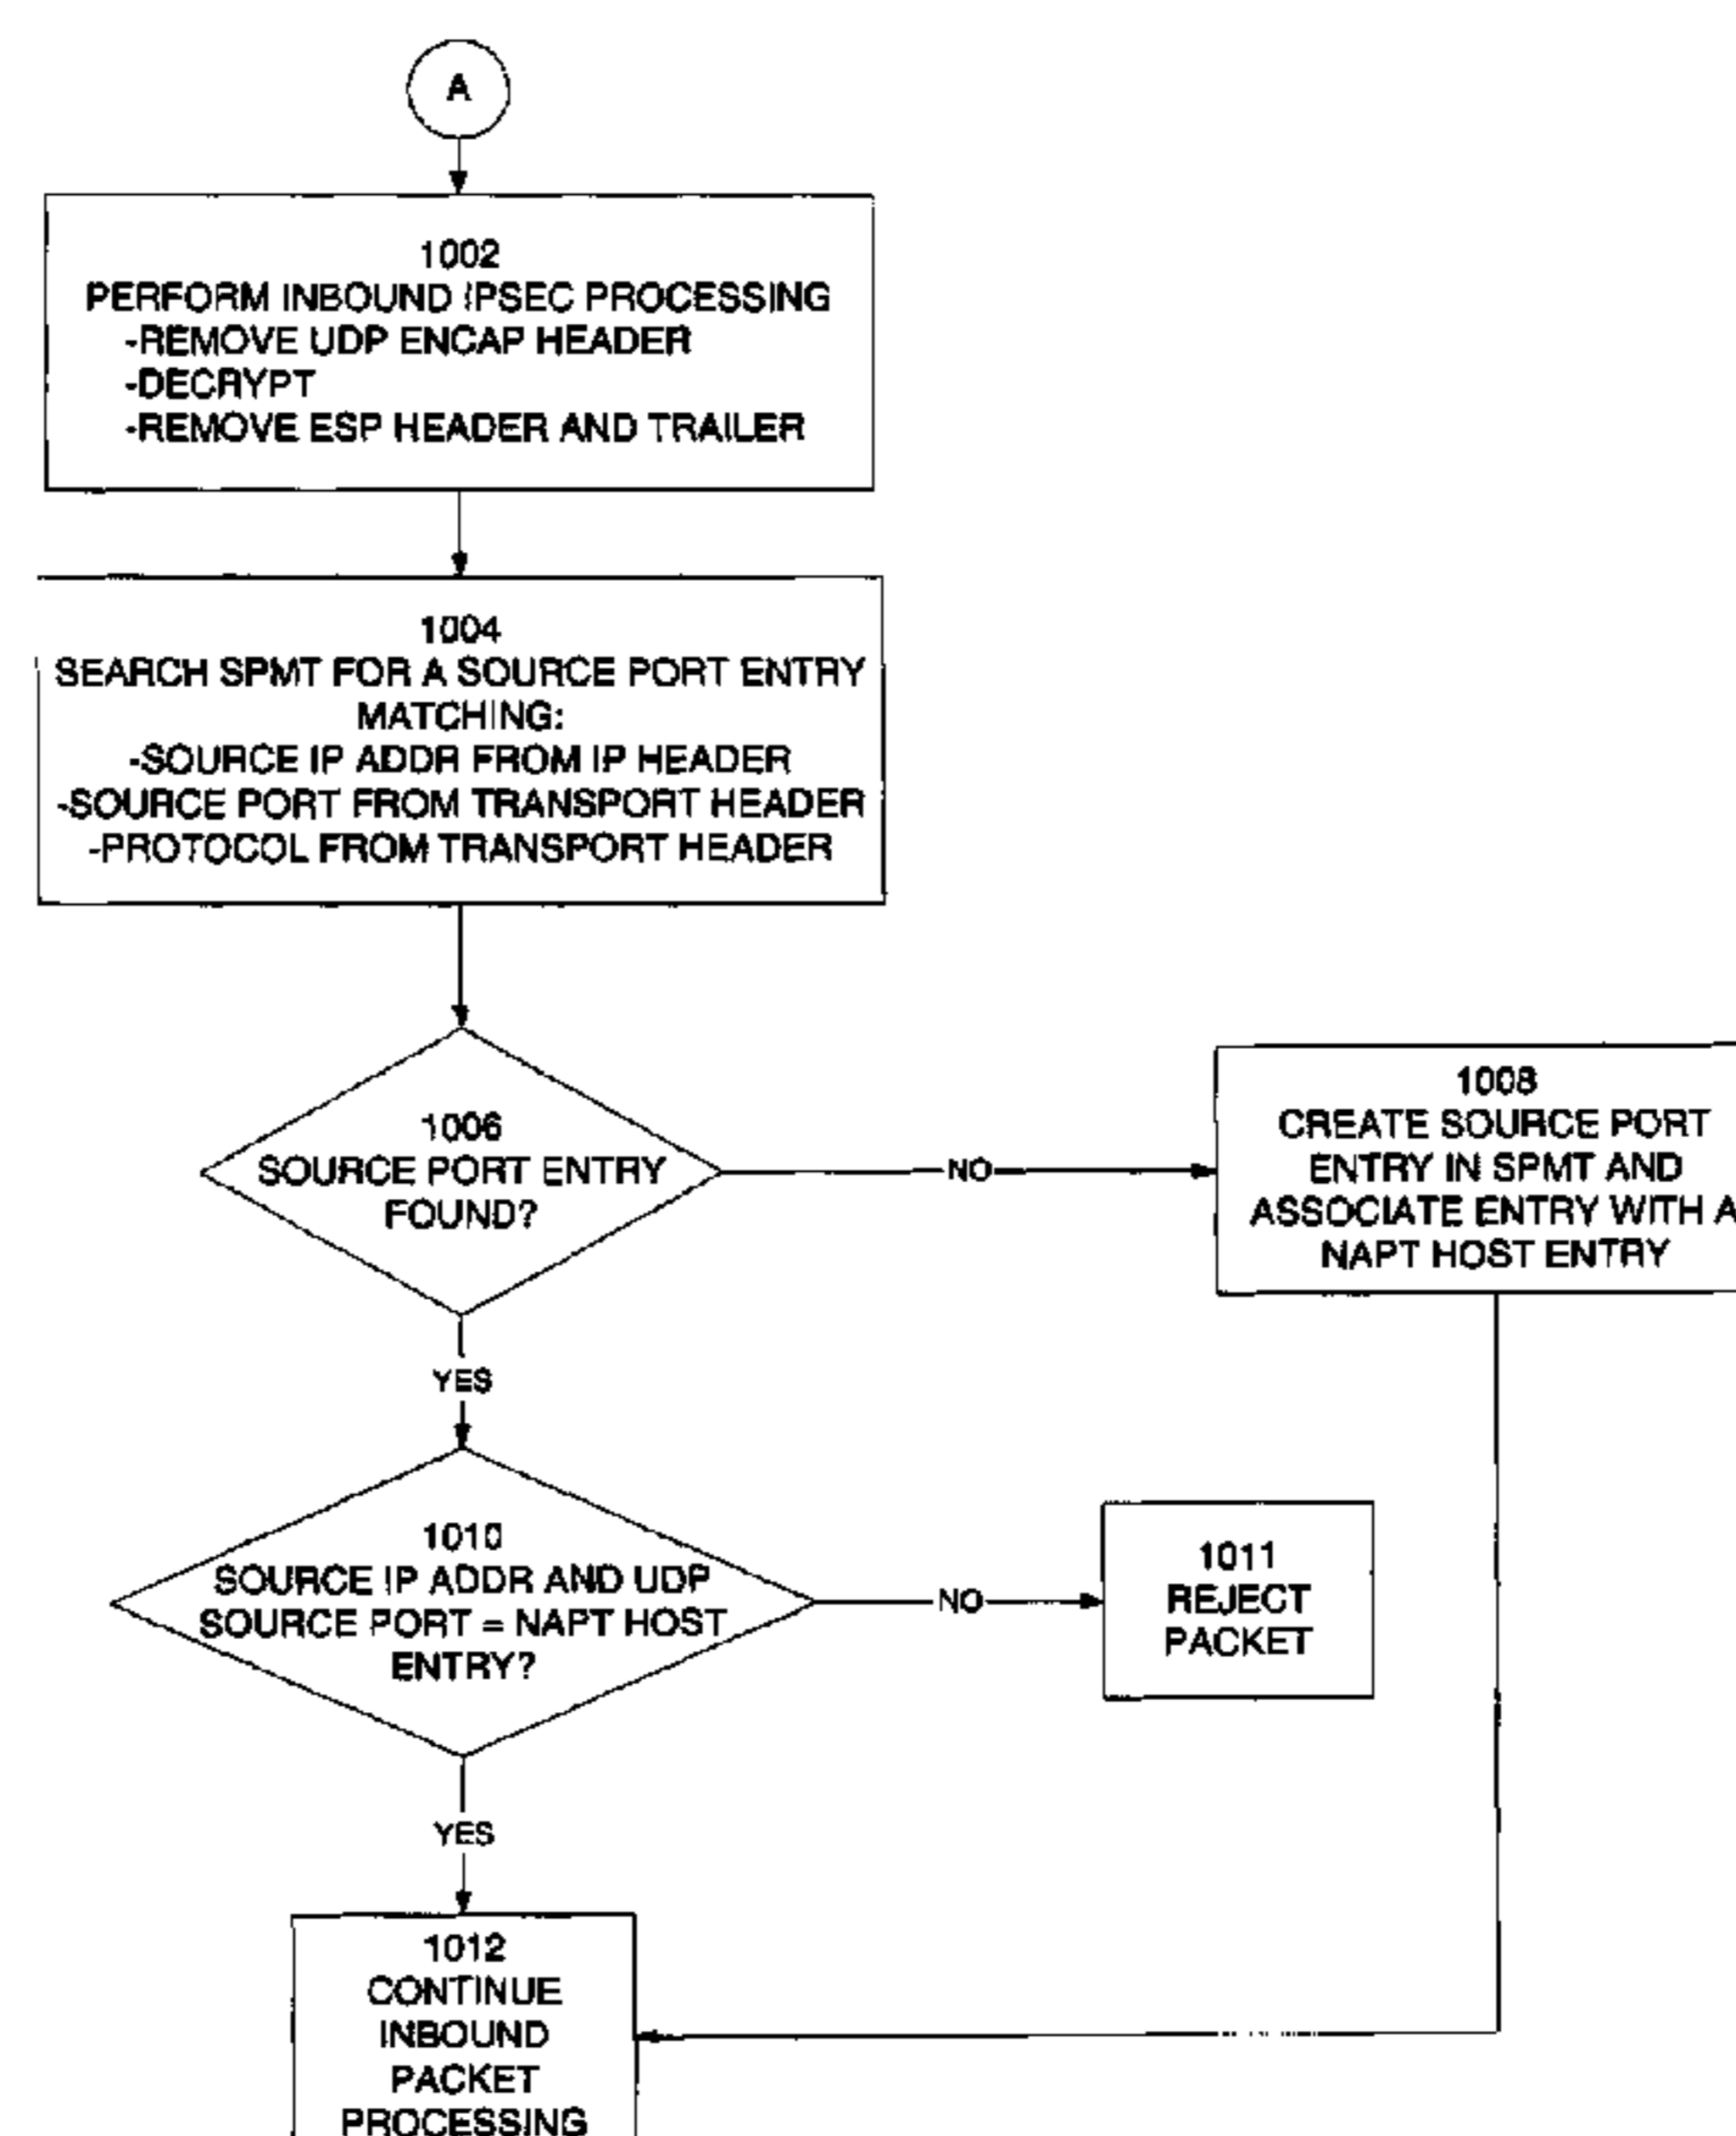 A
1002
PERFORM INBOUND IPSEC PROCESSING
-REMOVE UDP ENCAP HEADER
-DECRYPT
-REMOVE ESP HEADER AND TRAILER
1004
SEARCH SPMT FOR A SOURCE PORT ENTRY
MATCHING:
-SOURCE IP ADDR FROM IP HEADER
-SOURCE PORT FROM TRANSPORT HEADER
-PROTOCOL FROM TRANSPORT HEADER
1006
SOURCE PORT ENTRY
FOUND?
NO
1008
CREATE SOURCE PORT
ENTRY IN SPMT AND
ASSOCIATE ENTRY WITH A
NAPT HOST ENTRY
YES
1010
SOURCE IP ADDR AND UDP
SOURCE PORT = NAPT HOST
ENTRY?
NO
1011
REJECT
PACKET
YES
1012
CONTINUE
INBOUND
PACKET
PROCESSING